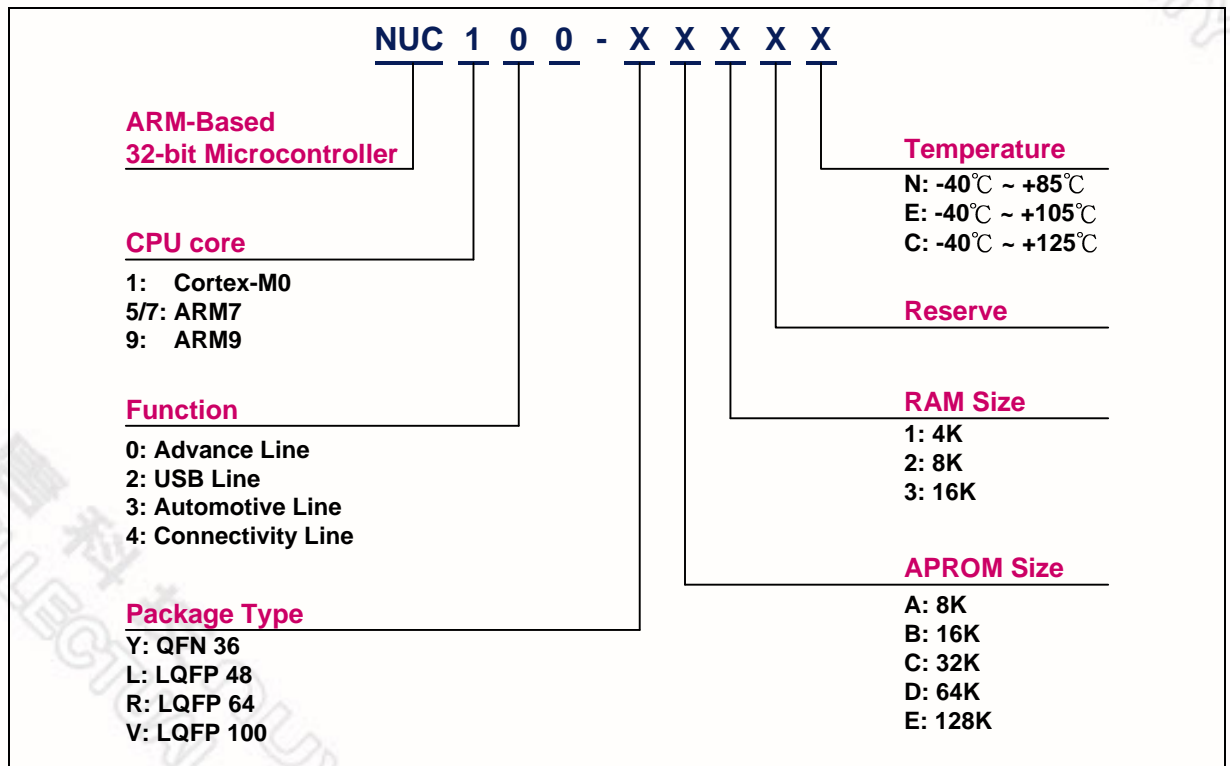 NUC 1 0 0 - X X X X X
ARM-Based
32-bit Microcontroller
CPU core
1: Cortex-M0
5/7: ARM7
9: ARM9
Function
0: Advance Line
2: USB Line
3: Automotive Line
4: Connectivity Line
Package Type
Y: QFN 36
L: LQFP 48
R: LQFP 64
V: LQFP 100
Temperature
N: -40℃ ~ +85℃
E: -40℃ ~ +105℃
C: -40℃ ~ +125℃
Reserve
RAM Size
1: 4K
2: 8K
3: 16K
APROM Size
A: 8K
B: 16K
C: 32K
D: 64K
E: 128K